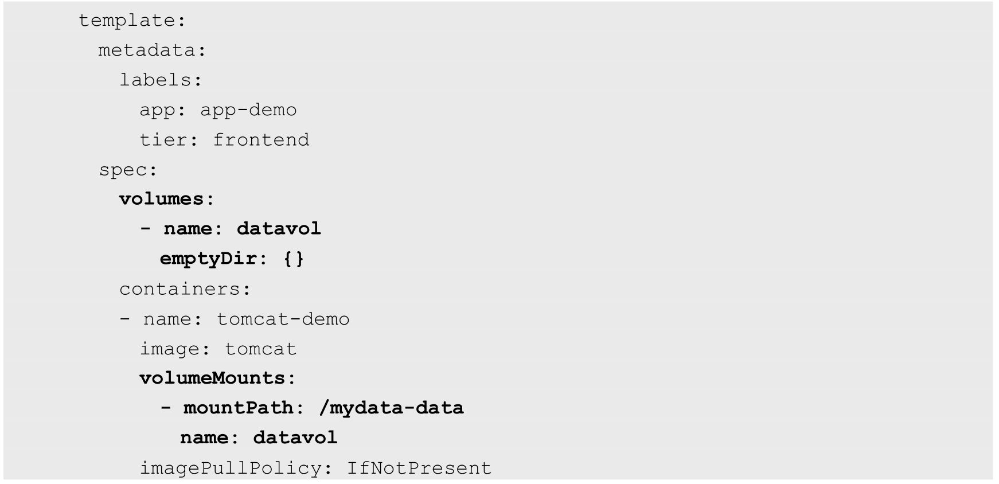 template:
  metadata:
    labels:
      app: app-demo
      tier: frontend
  spec:
    volumes:
      - name: datavol
        emptyDir: {}
    containers:
    - name: tomcat-demo
      image: tomcat
      volumeMounts:
        - mountPath: /mydata-data
          name: datavol
      imagePullPolicy: IfNotPresent